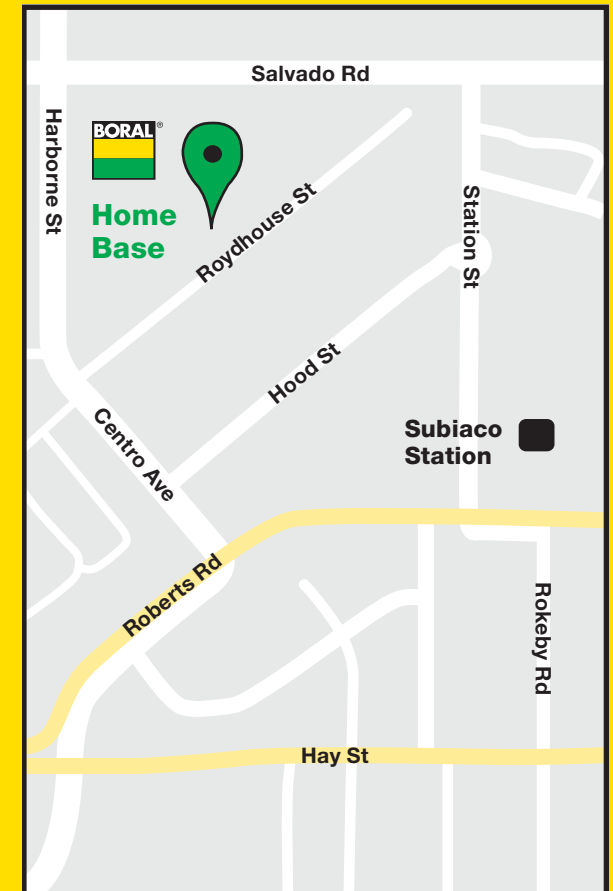 Salvado Rd
Harborne St
BORAL®
Home
Base
Roydhouse St
Station St
Hood St
Centro Ave
Subiaco
Station
Roberts Rd
Rokeby Rd
Hay St